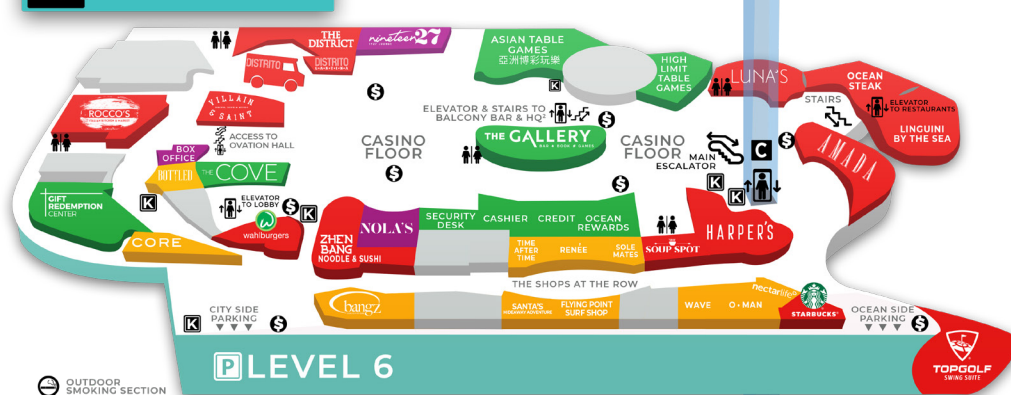 THE
DISTRICT
DISTRITO
DISTRITO
CANTINA
nineteen27
ASIAN TABLE
GAMES
亞洲博彩玩樂
HIGH
LIMIT
TABLE
GAMES
LUNA'S
OCEAN
STEAK
LINGUINI
BY THE SEA
ELEVATOR
TO RESTAURANTS
STAIRS
ROCCO'S
VILLAIN
& SAINT
ACCESS TO
OVATION HALL
ELEVATOR & STAIRS TO
BALCONY BAR & HQ²
K
$
THE GALLERY
BAR • BOOK & GAMES
CASINO
FLOOR
$
$
CASINO
FLOOR
MAIN
ESCALATOR
C
$
AMADA
BOX
OFFICE
BOTTLED
THE COVE
GIFT
REDEMPTION
CENTER
K
ELEVATOR
TO LOBBY
$
K
wahlburgers
CORE
ZHEN
BANG
NOODLE & SUSHI
NOLA'S
SECURITY
DESK
CASHIER
CREDIT
OCEAN
REWARDS
$
K
K
TIME
AFTER
TIME
RENÉE
SOLE
MATES
SOUP SPOT
HARPER'S
THE SHOPS AT THE ROW
bangz
SANTA'S
HIDEAWAY ADVENTURE
FLYING POINT
SURF SHOP
WAVE
O • MAN
nectarlife
STARBUCKS
K
CITY SIDE
PARKING
$
OCEAN SIDE
PARKING
$
TOPGOLF
SWING SUITE
P LEVEL 6
OUTDOOR
SMOKING SECTION